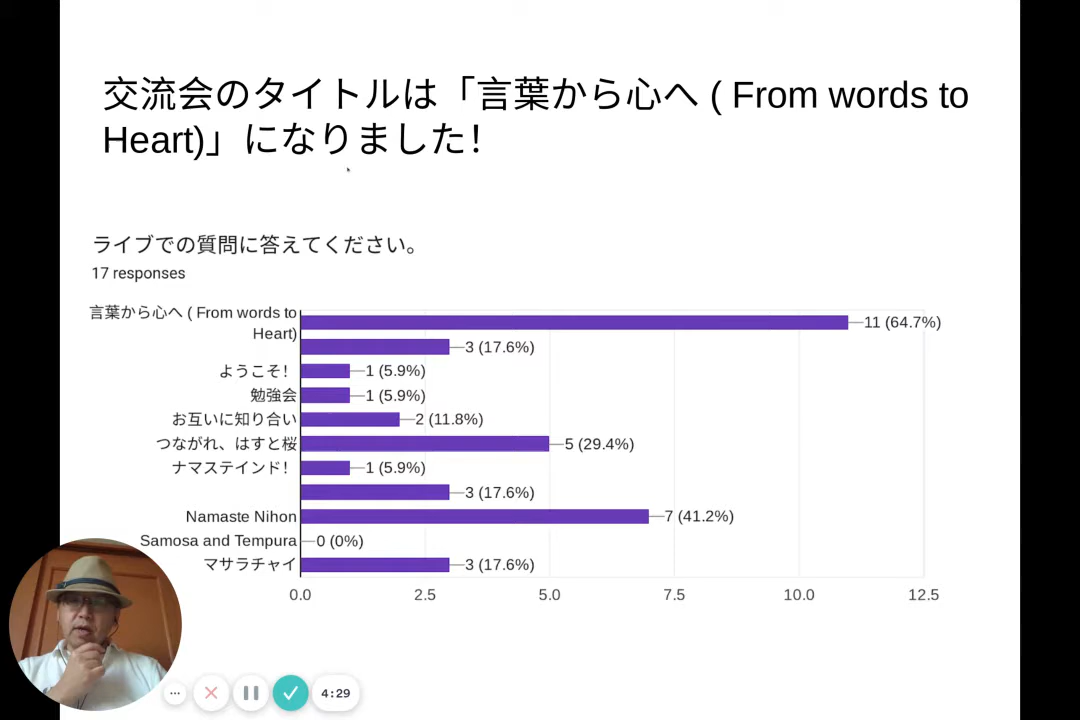 交流会のタイトルは「言葉から心へ ( From words to
Heart)」になりました！
ライブでの質問に答えてください。
17 responses
言葉から心へ ( From words to
Heart)
11 (64.7%)
3 (17.6%)
ようこそ！
1 (5.9%)
勉強会
1 (5.9%)
お互いに知り合い
2 (11.8%)
つながれ、はすと桜
5 (29.4%)
ナマステインド！
1 (5.9%)
3 (17.6%)
Namaste Nihon
7 (41.2%)
Samosa and Tempura
0 (0%)
マサラチャイ
3 (17.6%)
0.0 2.5 5.0 7.5 10.0 12.5
4:29